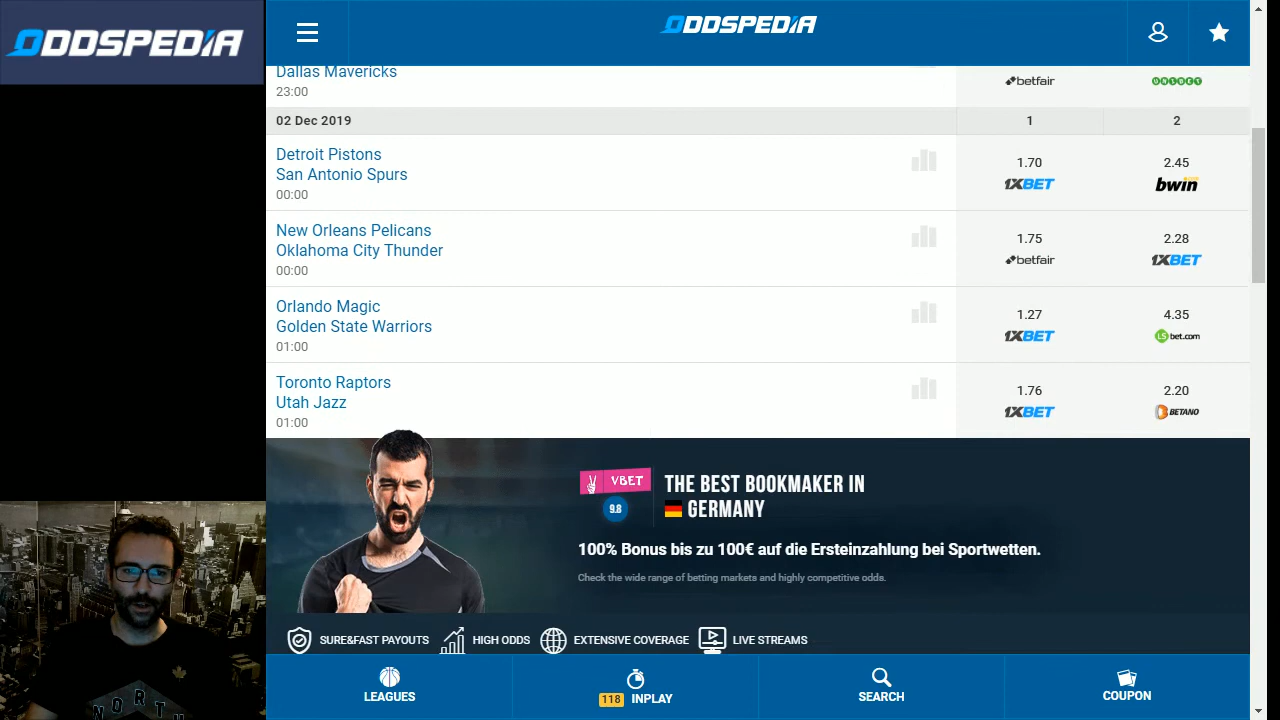 ODDSPEDIA
ODDSPEDIA
Dallas Mavericks
23:00
betfair
UNIBET
02 Dec 2019
1
2
Detroit Pistons
San Antonio Spurs
00:00
1.70
1XBET
2.45
bwin
New Orleans Pelicans
Oklahoma City Thunder
00:00
1.75
betfair
2.28
1XBET
Orlando Magic
Golden State Warriors
01:00
1.27
1XBET
4.35
LS bet.com
Toronto Raptors
Utah Jazz
01:00
1.76
1XBET
2.20
BETANO
VBET
9.8
THE BEST BOOKMAKER IN
GERMANY
100% Bonus bis zu 100€ auf die Ersteinzahlung bei Sportwetten.
Check the wide range of betting markets and highly competitive odds.
SURE&FAST PAYOUTS
HIGH ODDS
EXTENSIVE COVERAGE
LIVE STREAMS
LEAGUES
118 INPLAY
SEARCH
COUPON
NORTH